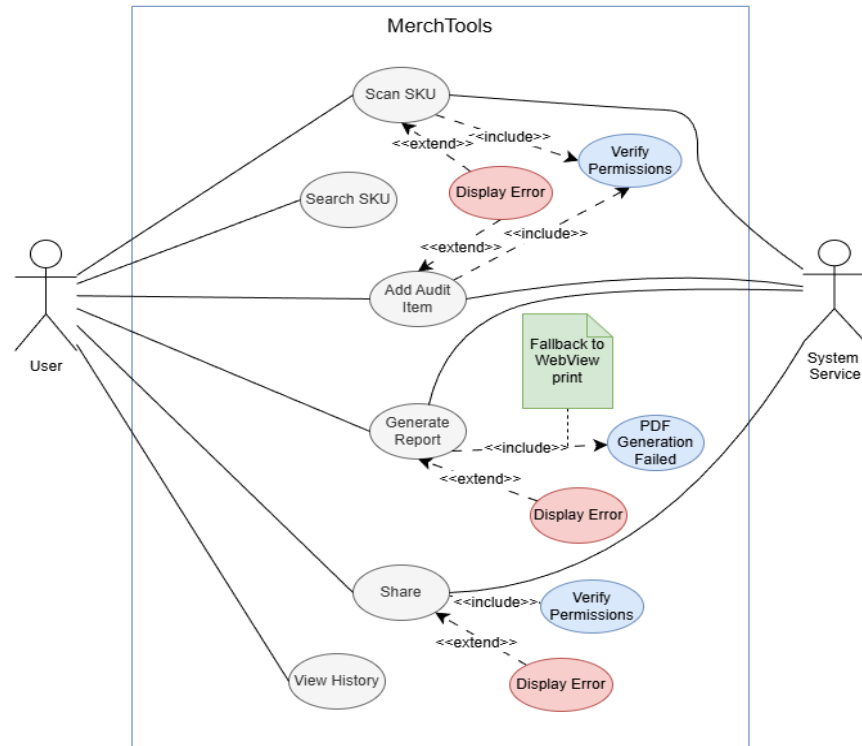 MerchTools
Scan SKU
<<include>>
<<extend>>
Verify
Permissions
Display Error
Search SKU
<<include>>
<<extend>>
Add Audit
Item
User
System
Service
Fallback to
WebView
print
Generate
Report
<<include>>
PDF
Generation
Failed
<<extend>>
Display Error
Share
<<include>>
Verify
Permissions
<<extend>>
View History
Display Error